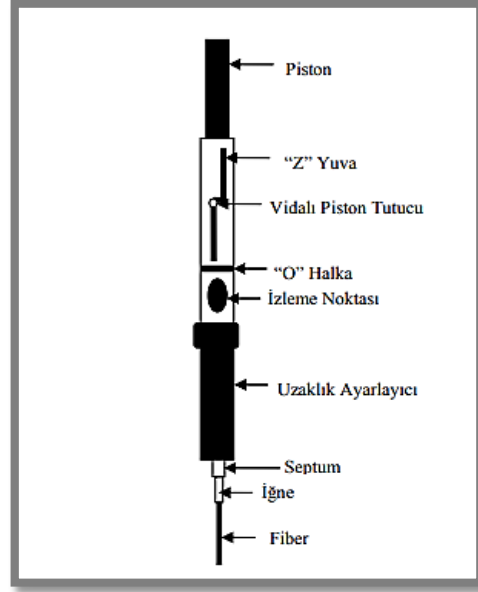 Piston
“Z” Yuva
Vidalı Piston Tutucu
“O” Halka
İzleme Noktası
Uzaklık Ayarlayıcı
Septum
İğne
Fiber